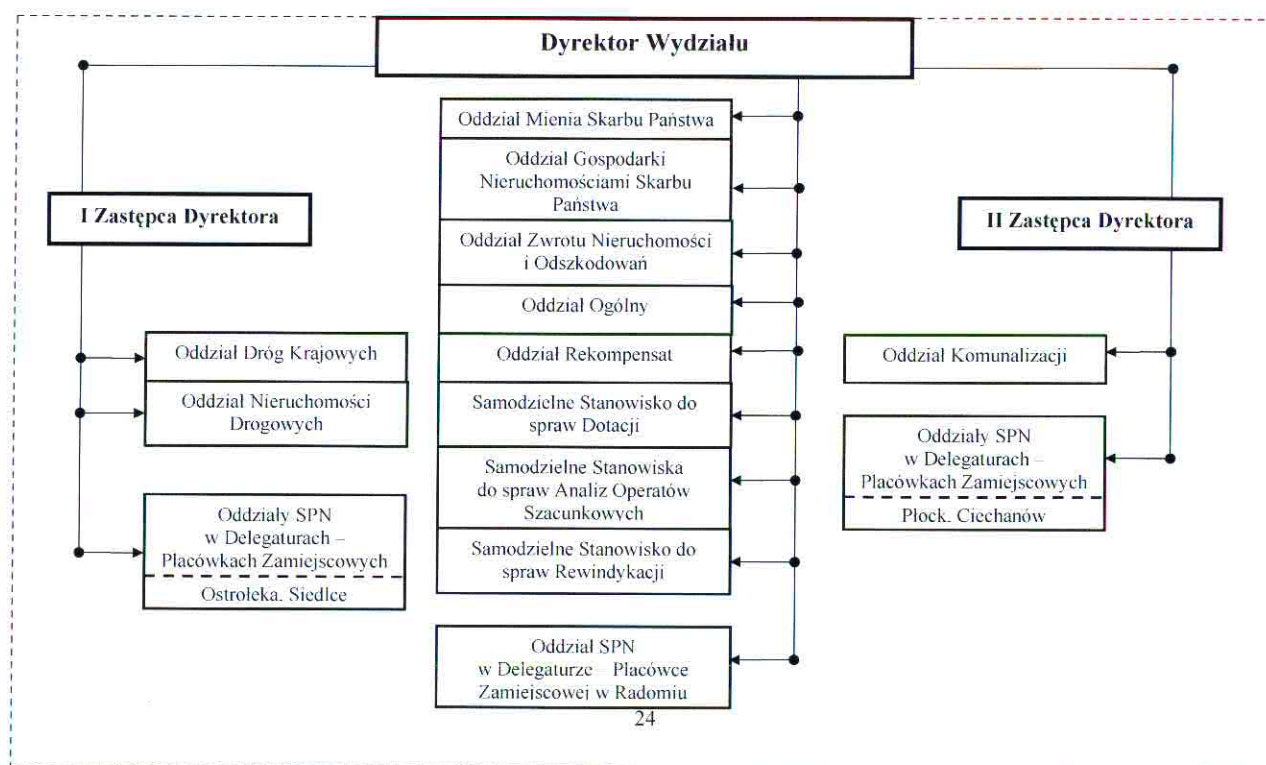 Dyrektor Wydziału
I Zastępca Dyrektora
Oddział Dróg Krajowych
Oddział Nieruchomości
Drogowych
Oddziały SPN
w Delegaturach –
Placówkach Zamiejscowych
Ostrołęka. Siedlce
Oddział Mienia Skarbu Państwa
Oddział Gospodarki
Nieruchomościami Skarbu
Państwa
Oddział Zwrotu Nieruchomości
i Odszkodowań
Oddział Ogólny
Oddział Rekompensat
Samodzielne Stanowisko do
spraw Dotacji
Samodzielne Stanowiska
do spraw Analiz Operatów
Szacunkowych
Samodzielne Stanowisko do
spraw Rewindykacji
Oddział SPN
w Delegaturze – Placówce
Zamiejscowej w Radomiu
II Zastępca Dyrektora
Oddział Komunalizacji
Oddziały SPN
w Delegaturach –
Placówkach Zamiejscowych
Płock. Ciechanów
24